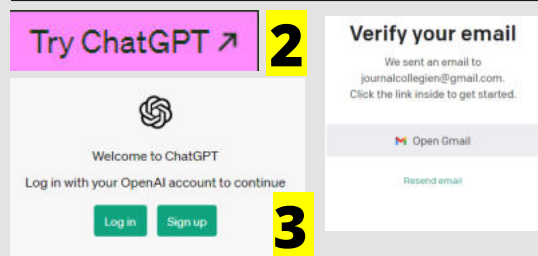 Try ChatGPT ↗
2
Welcome to ChatGPT
Log in with your OpenAI account to continue
Log in Sign up
3
Verify your email
We sent an email to
journalcollegien@gmail.com.
Click the link inside to get started.
Open Gmail
Resend email